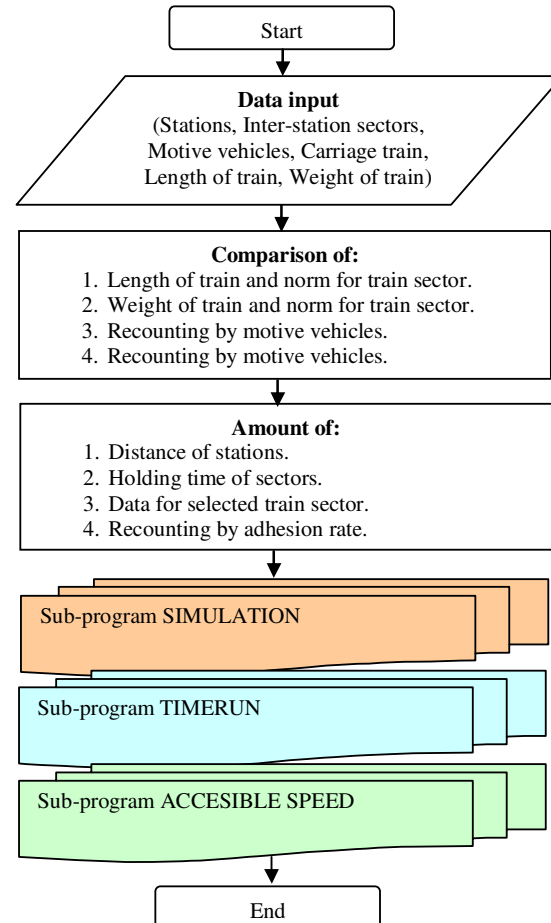 Start
Data input
(Stations, Inter-station sectors,
Motive vehicles, Carriage train,
Length of train, Weight of train)
Comparison of:
1. Length of train and norm for train sector.
2. Weight of train and norm for train sector.
3. Recounting by motive vehicles.
4. Recounting by motive vehicles.
Amount of:
1. Distance of stations.
2. Holding time of sectors.
3. Data for selected train sector.
4. Recounting by adhesion rate.
Sub-program SIMULATION
Sub-program TIMERUN
Sub-program ACCESIBLE SPEED
End